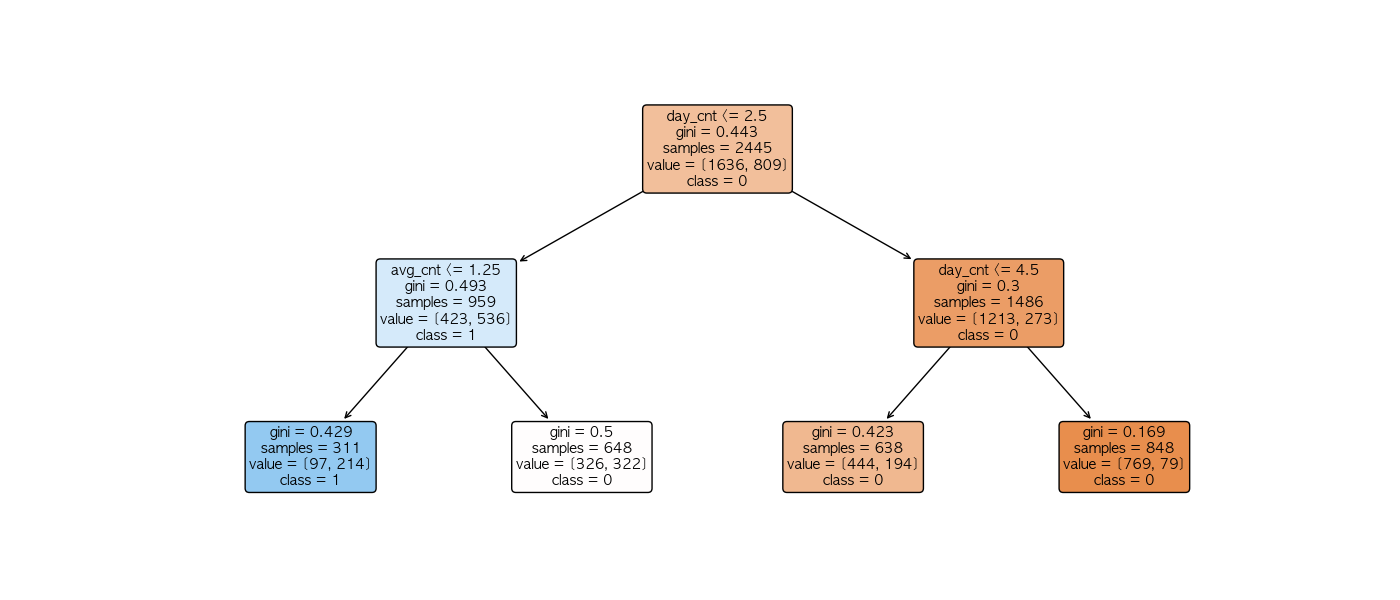 day_cnt <= 2.5
gini = 0.443
samples = 2445
value = [1636, 809]
class = 0
avg_cnt <= 1.25
gini = 0.493
samples = 959
value = [423, 536]
class = 1
day_cnt <= 4.5
gini = 0.3
samples = 1486
value = [1213, 273]
class = 0
gini = 0.429
samples = 311
value = [97, 214]
class = 1
gini = 0.5
samples = 648
value = [326, 322]
class = 0
gini = 0.423
samples = 638
value = [444, 194]
class = 0
gini = 0.169
samples = 848
value = [769, 79]
class = 0